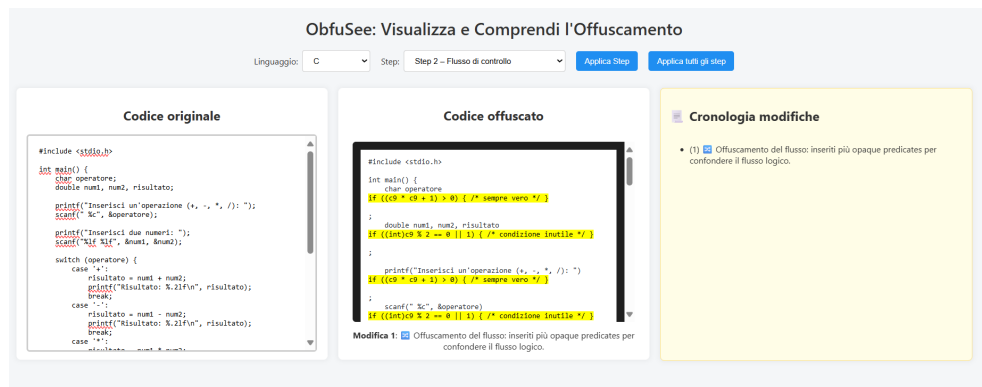 ObfuSee: Visualizza e Comprendi l'Offuscamento
Linguaggio: C Step: Step 2 – Flusso di controllo Applica Step Applica tutti gli step
Codice originale
#include <stdio.h>
int main() {
char operatore;
double num1, num2, risultato;
printf("Inserisci un'operazione (+, -, *, /): ");
scanf(" %c", &operatore);
printf("Inserisci due numeri: ");
scanf("%lf %lf", &num1, &num2);
switch (operatore) {
case '+':
risultato = num1 + num2;
printf("Risultato: %.2lf\n", risultato);
break;
case '-':
risultato = num1 - num2;
printf("Risultato: %.2lf\n", risultato);
break;
case '*':
risultato = num1 * num2;
Codice offuscato
#include <stdio.h>
int main() {
char operatore
if ((c9 * c9 + 1) > 0) { /* sempre vero */ }
;
double num1, num2, risultato
if ((int)c9 % 2 == 0 || 1) { /* condizione inutile */ }
;
printf("Inserisci un'operazione (+, -, *, /): ")
if ((c9 * c9 + 1) > 0) { /* sempre vero */ }
;
scanf(" %c", &operatore)
if ((int)c9 % 2 == 0 || 1) { /* condizione inutile */ }
Modifica 1: 🔀 Offuscamento del flusso: inseriti più opaque predicates per
confondere il flusso logico.
Cronologia modifiche
• (1) 🔀 Offuscamento del flusso: inseriti più opaque predicates per
confondere il flusso logico.